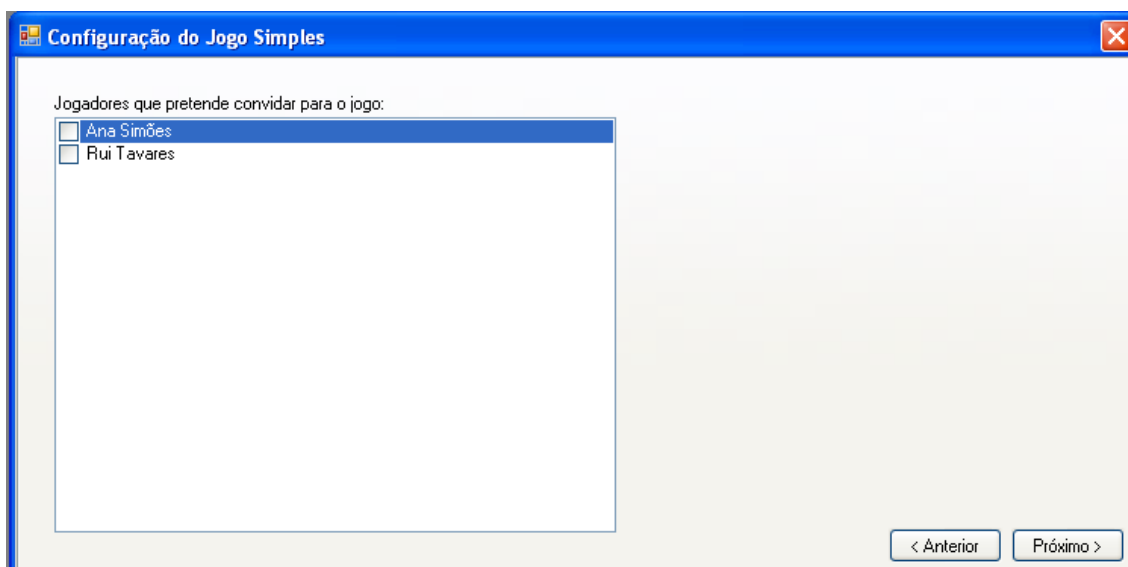 Configuração do Jogo Simples
Jogadores que pretende convidar para o jogo:
Ana Simões
Rui Tavares
< Anterior
Próximo >